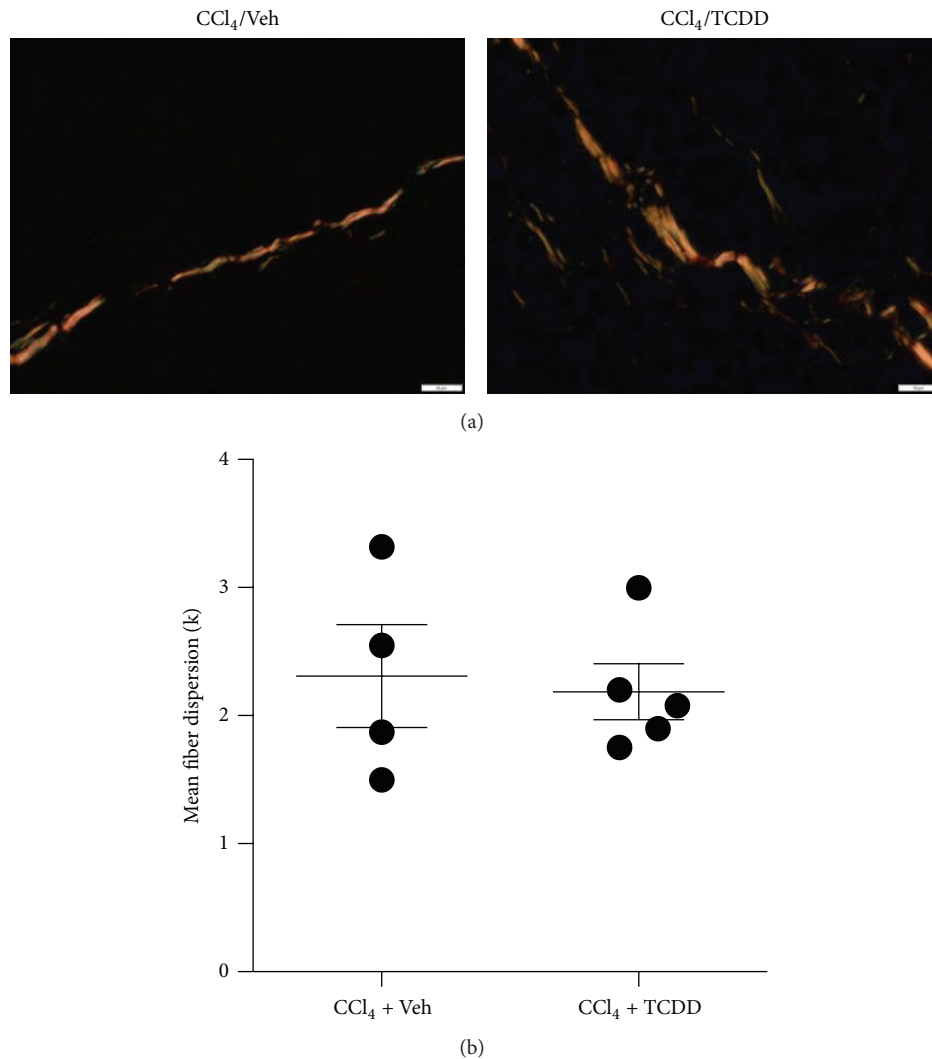 CCl₄/Veh
CCl₄/TCDD
(a)
4
3
2
1
0
Mean fiber dispersion (k)
CCl₄ + Veh
CCl₄ + TCDD
(b)